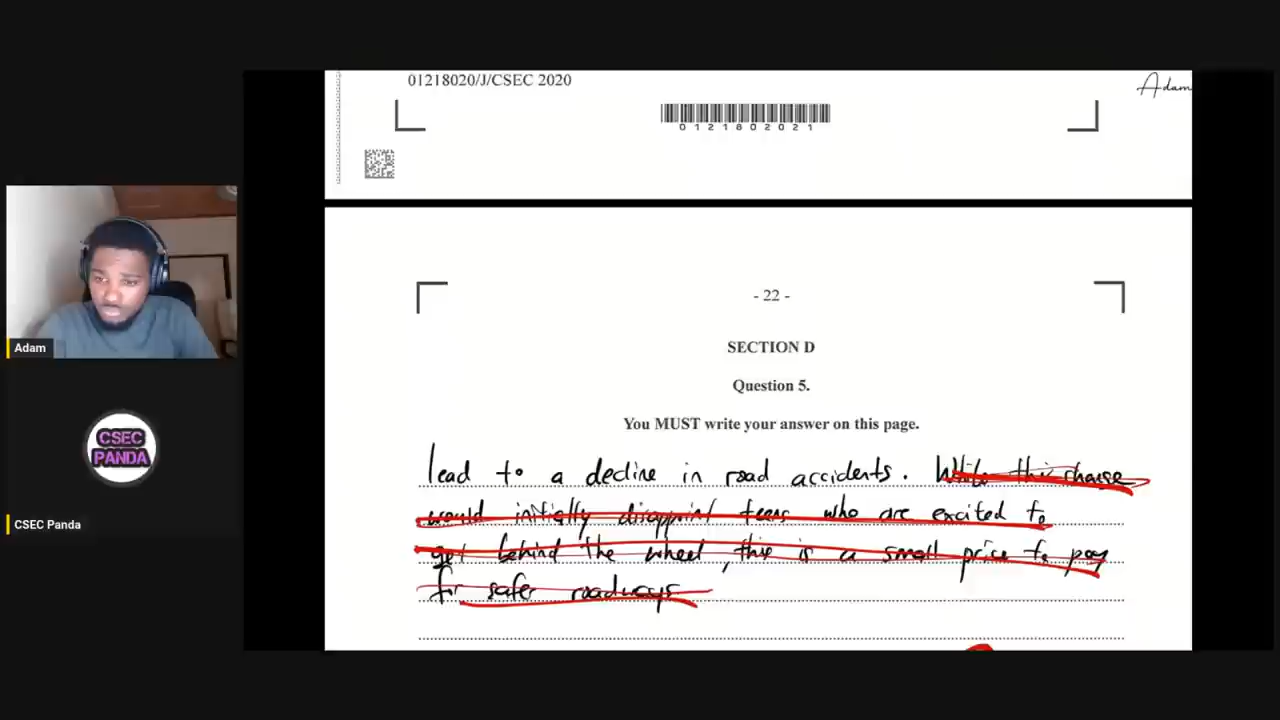 01218020/J/CSEC 2020
Adam
0121802021
- 22 -
SECTION D
Question 5.
You MUST write your answer on this page.
lead to a decline in road accidents. While this change
would initially disappoint teens who are excited to
get behind the wheel, this is a small price to pay
for safer roadways
Adam
CSEC
PANDA
CSEC Panda